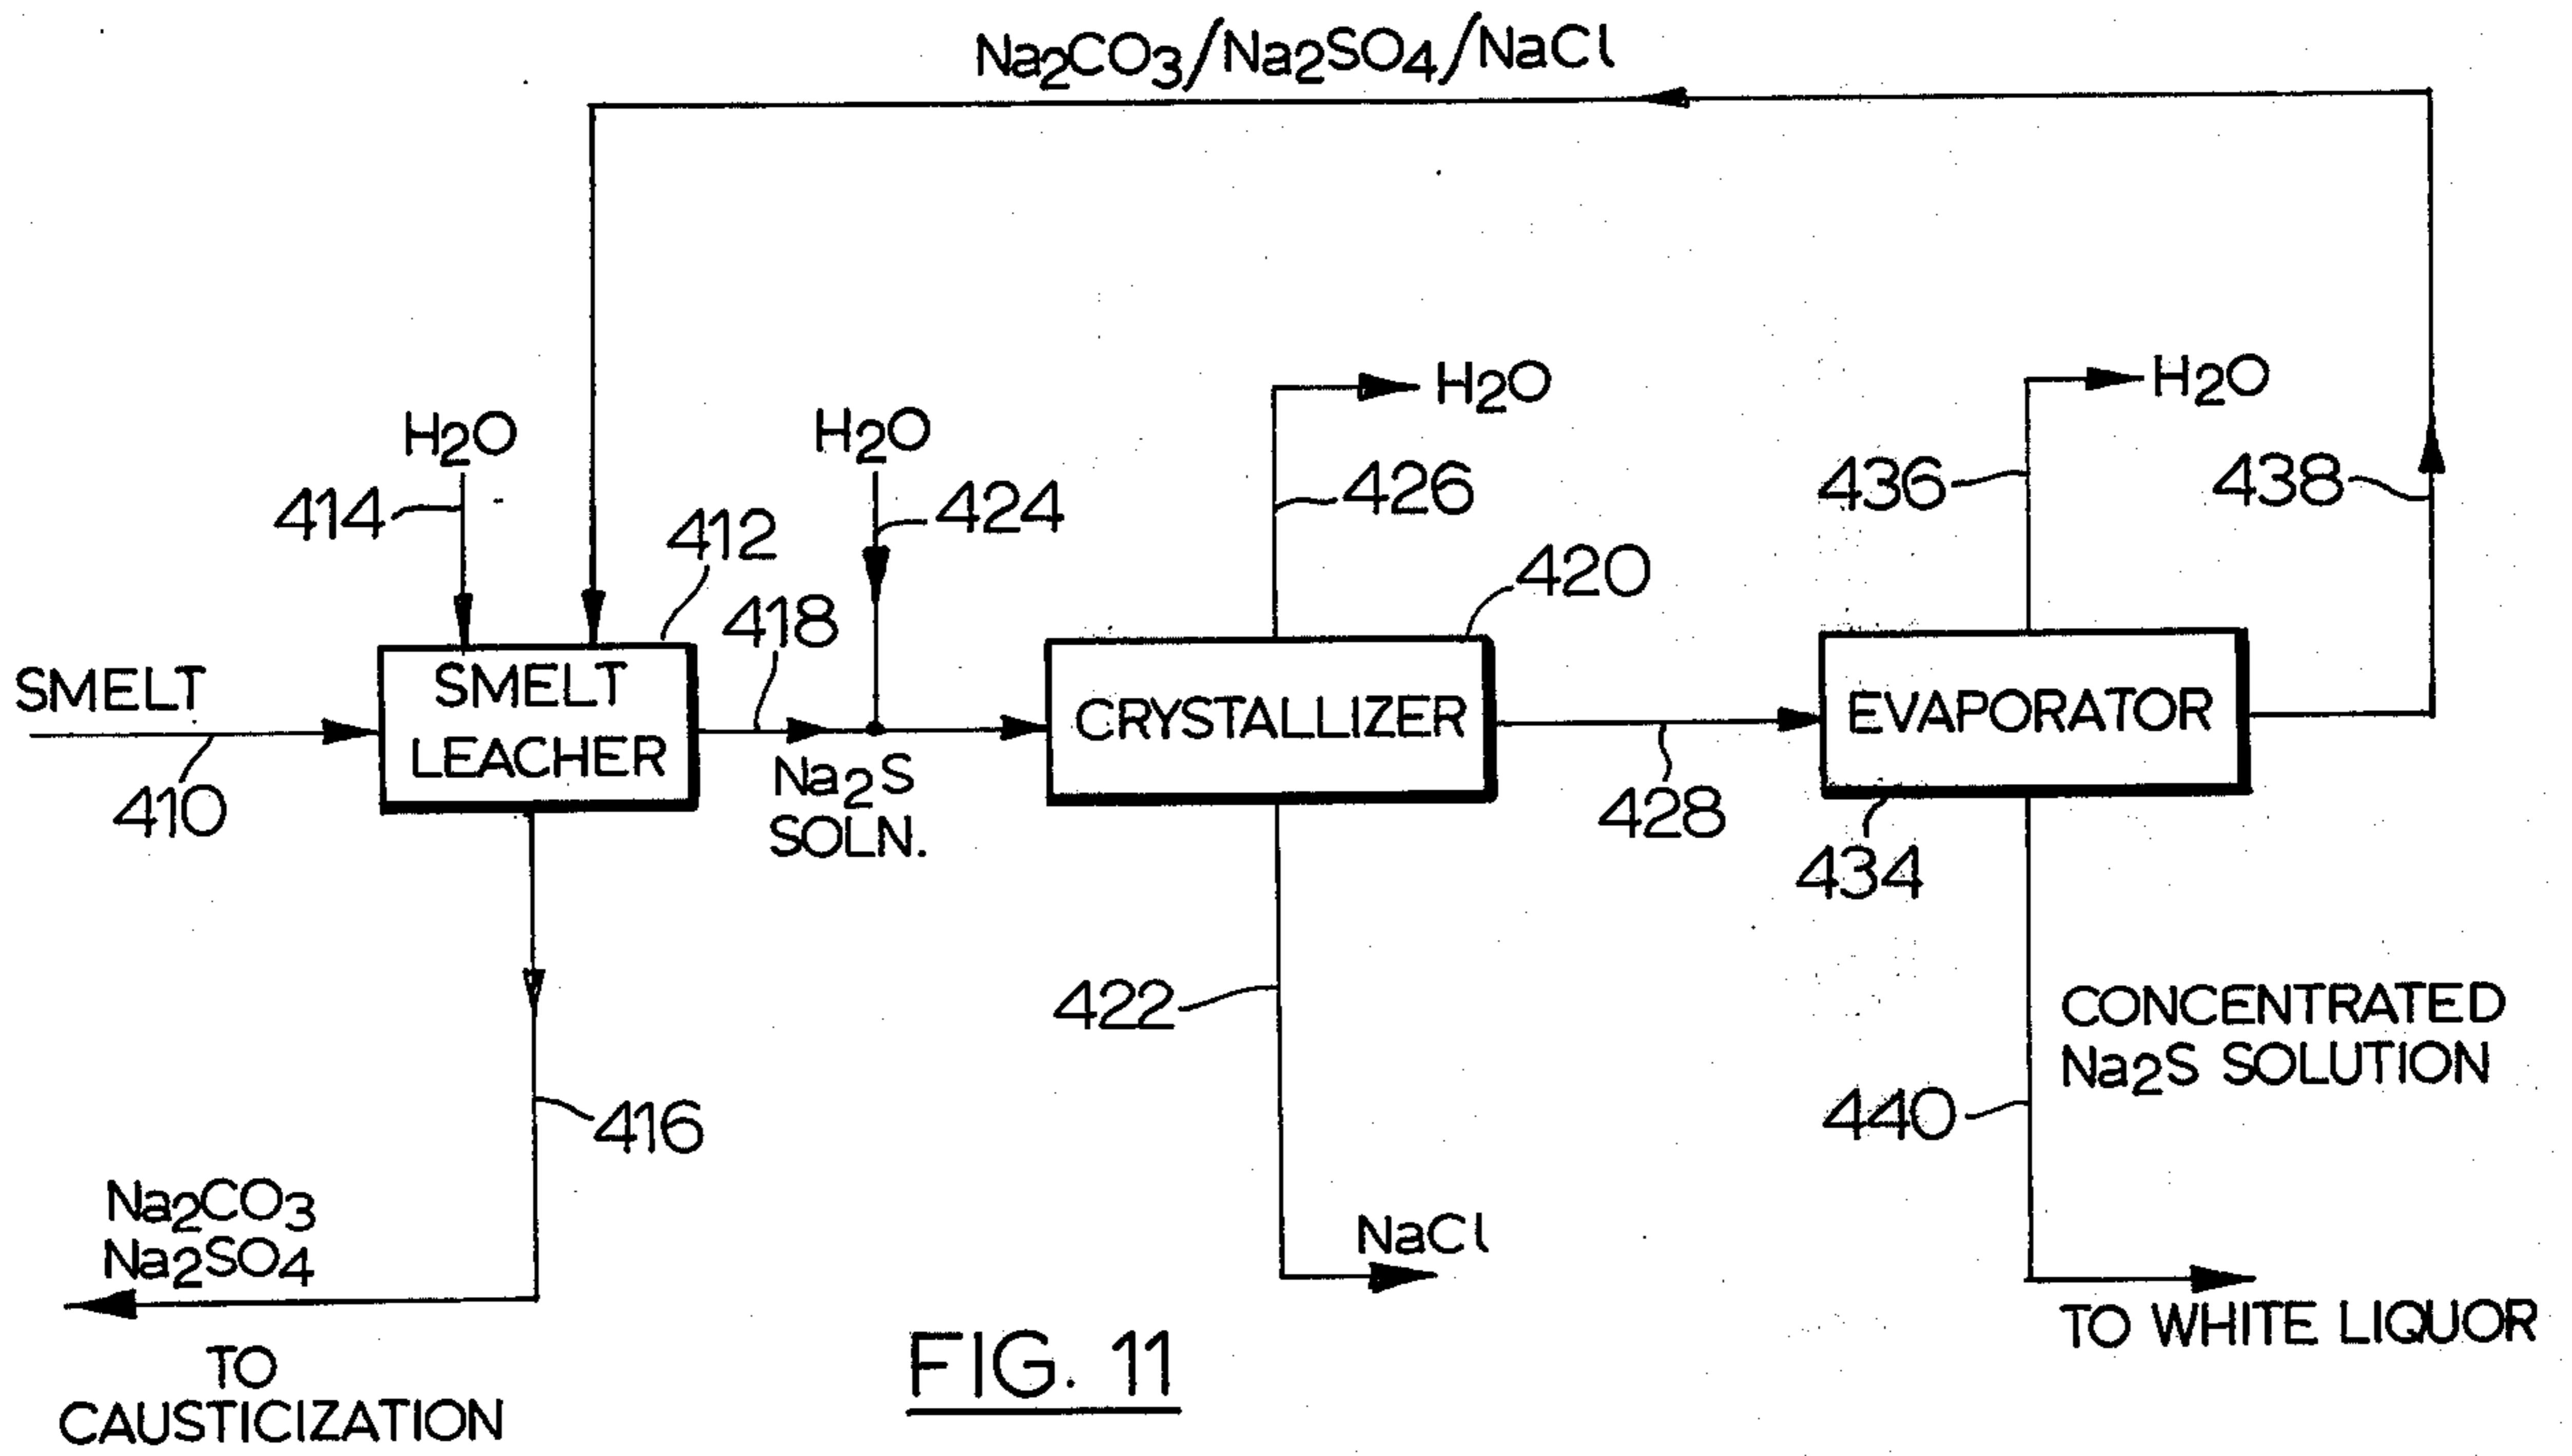 Na2CO3/Na2SO4/NaCl
H2O
H2O
H2O
H2O
414
424
426
436
438
412
418
420
SMELT
410
SMELT
LEACHER
Na2S
SOLN.
CRYSTALLIZER
428
EVAPORATOR
434
422
416
CONCENTRATED
Na2S SOLUTION
440
Na2CO3
Na2SO4
NaCl
TO
CAUSTICIZATION
TO WHITE LIQUOR
FIG. 11